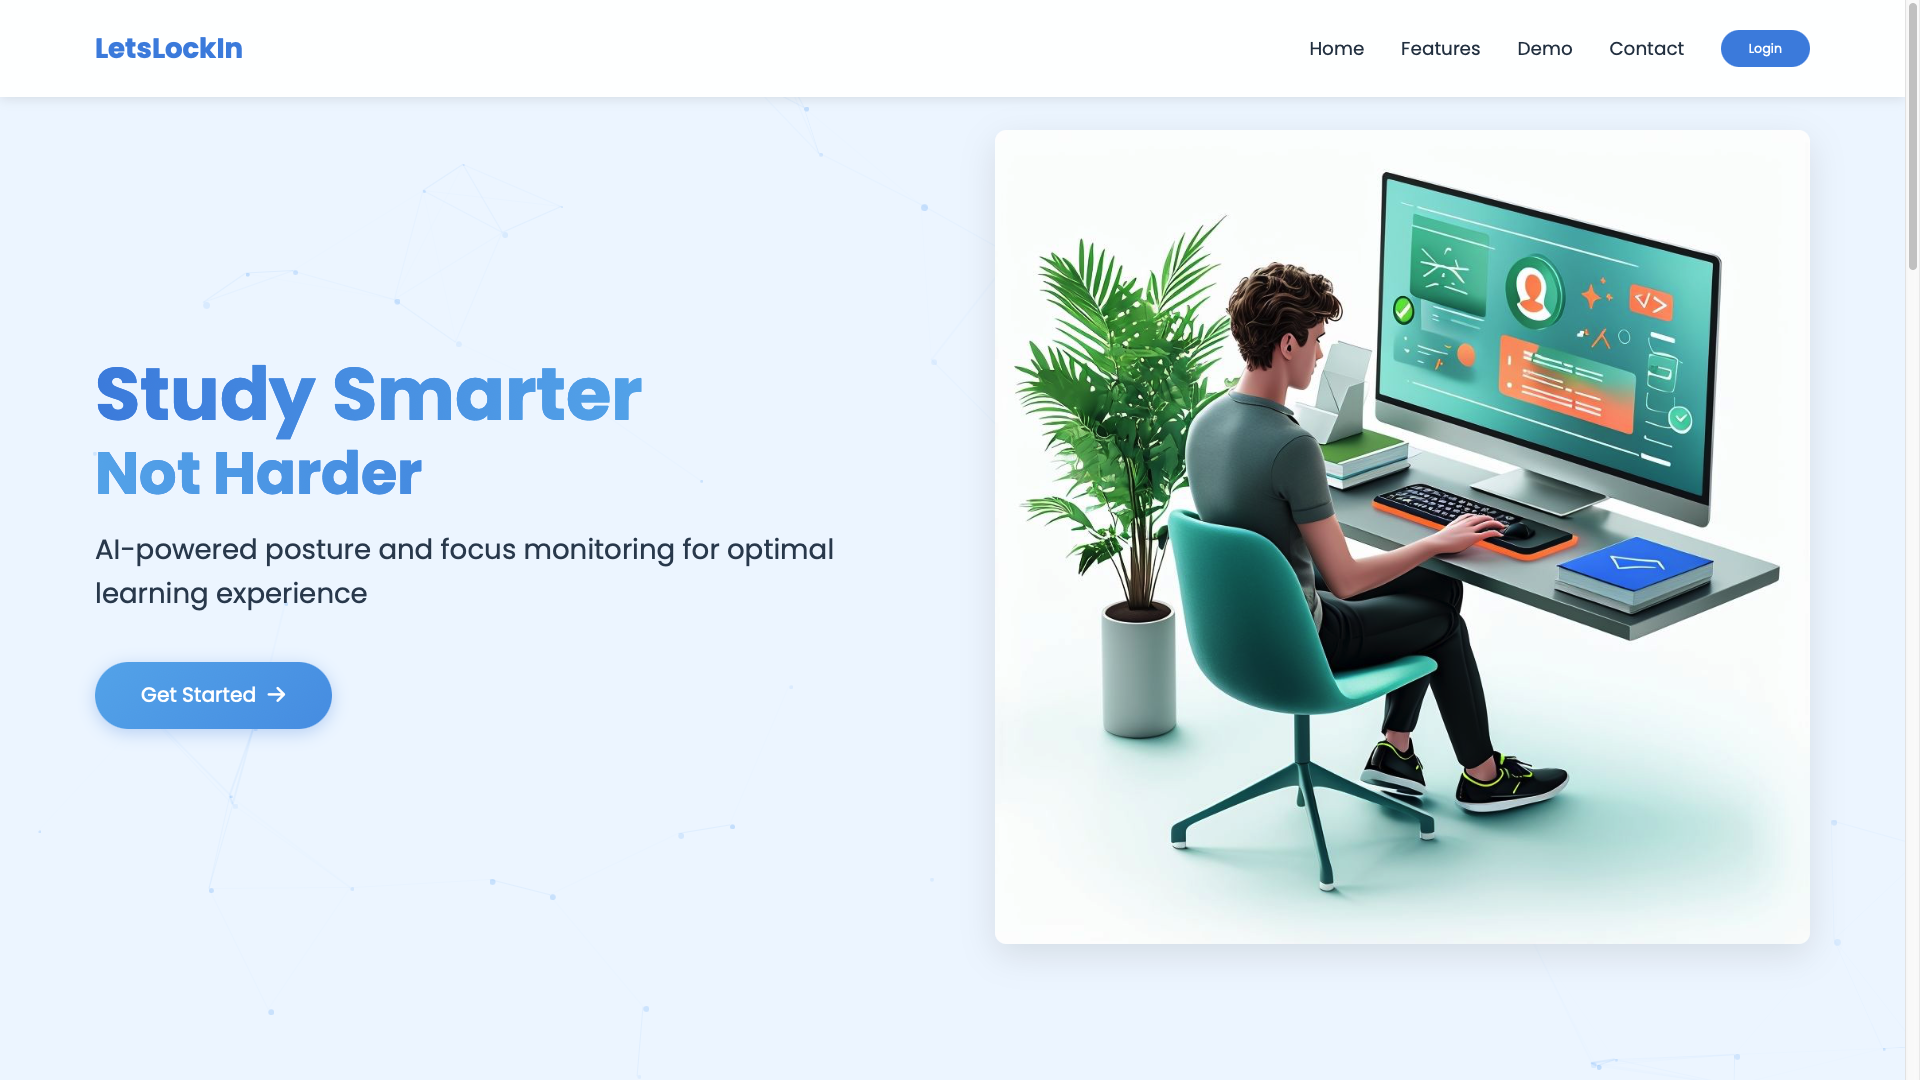 LetsLockIn
Home Features Demo Contact Login
Study Smarter
Not Harder
AI-powered posture and focus monitoring for optimal
learning experience
Get Started →